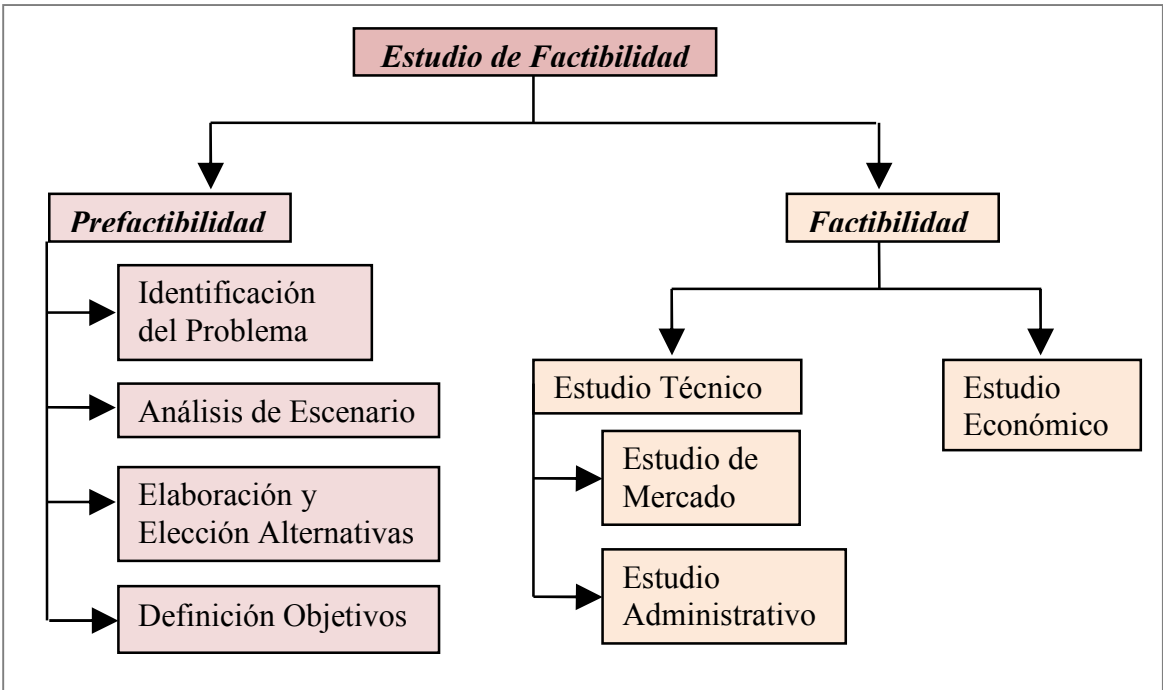 Estudio de Factibilidad
Prefactibilidad
Identificación
del Problema
Análisis de Escenario
Elaboración y
Elección Alternativas
Definición Objetivos
Factibilidad
Estudio Técnico
Estudio de
Mercado
Estudio
Administrativo
Estudio
Económico